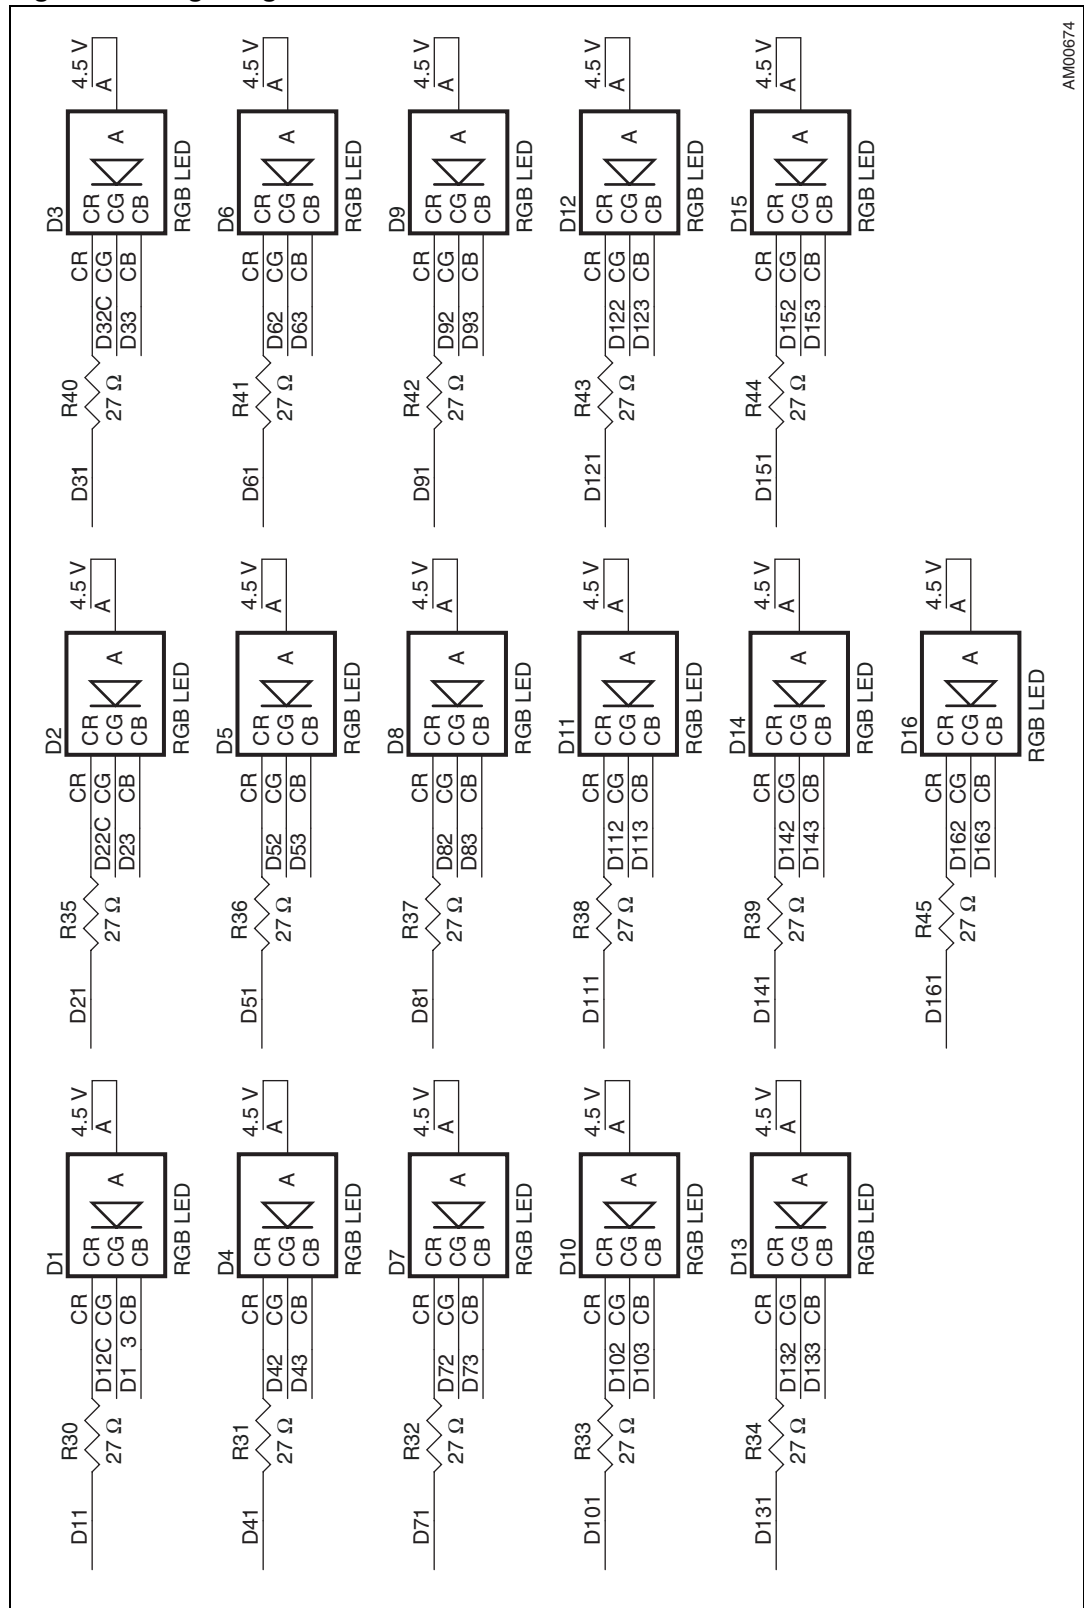 D11
R30
27 Ω
CR
D12C CG
D1 3 CB
D1
CR
CG
CB
A
RGB LED
4.5 V
A
D21
R35
27 Ω
CR
D22C CG
D23 CB
D2
CR
CG
CB
A
RGB LED
4.5 V
A
D31
R40
27 Ω
CR
D32C CG
D33 CB
D3
CR
CG
CB
A
RGB LED
4.5 V
A
D41
R31
27 Ω
CR
D42 CG
D43 CB
D4
CR
CG
CB
A
RGB LED
4.5 V
A
D51
R36
27 Ω
CR
D52 CG
D53 CB
D5
CR
CG
CB
A
RGB LED
4.5 V
A
D61
R41
27 Ω
CR
D62 CG
D63 CB
D6
CR
CG
CB
A
RGB LED
4.5 V
A
D71
R32
27 Ω
CR
D72 CG
D73 CB
D7
CR
CG
CB
A
RGB LED
4.5 V
A
D81
R37
27 Ω
CR
D82 CG
D83 CB
D8
CR
CG
CB
A
RGB LED
4.5 V
A
D91
R42
27 Ω
CR
D92 CG
D93 CB
D9
CR
CG
CB
A
RGB LED
4.5 V
A
D101
R33
27 Ω
CR
D102 CG
D103 CB
D10
CR
CG
CB
A
RGB LED
4.5 V
A
D111
R38
27 Ω
CR
D112 CG
D113 CB
D11
CR
CG
CB
A
RGB LED
4.5 V
A
D121
R43
27 Ω
CR
D122 CG
D123 CB
D12
CR
CG
CB
A
RGB LED
4.5 V
A
D131
R34
27 Ω
CR
D132 CG
D133 CB
D13
CR
CG
CB
A
RGB LED
4.5 V
A
D141
R39
27 Ω
CR
D142 CG
D143 CB
D14
CR
CG
CB
A
RGB LED
4.5 V
A
D151
R44
27 Ω
CR
D152 CG
D153 CB
D15
CR
CG
CB
A
RGB LED
4.5 V
A
D161
R45
27 Ω
CR
D162 CG
D163 CB
D16
CR
CG
CB
A
RGB LED
4.5 V
A
AM00674